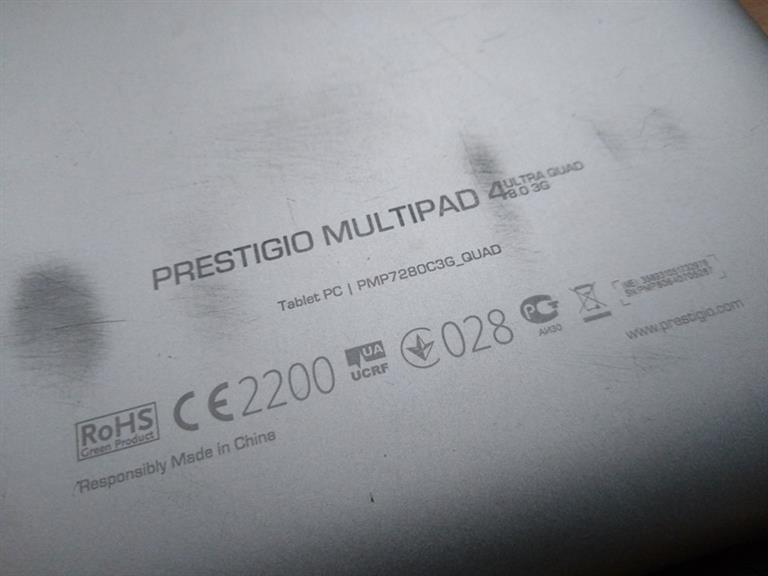 PRESTIGIO MULTIPAD 4 ULTRA QUAD
8.0 3G
Tablet PC | PMP7280C3G_QUAD
RoHS
Green Product
CE2200
UA
UCRF
028
АИ30
www.prestigio.com
Responsibly Made in China